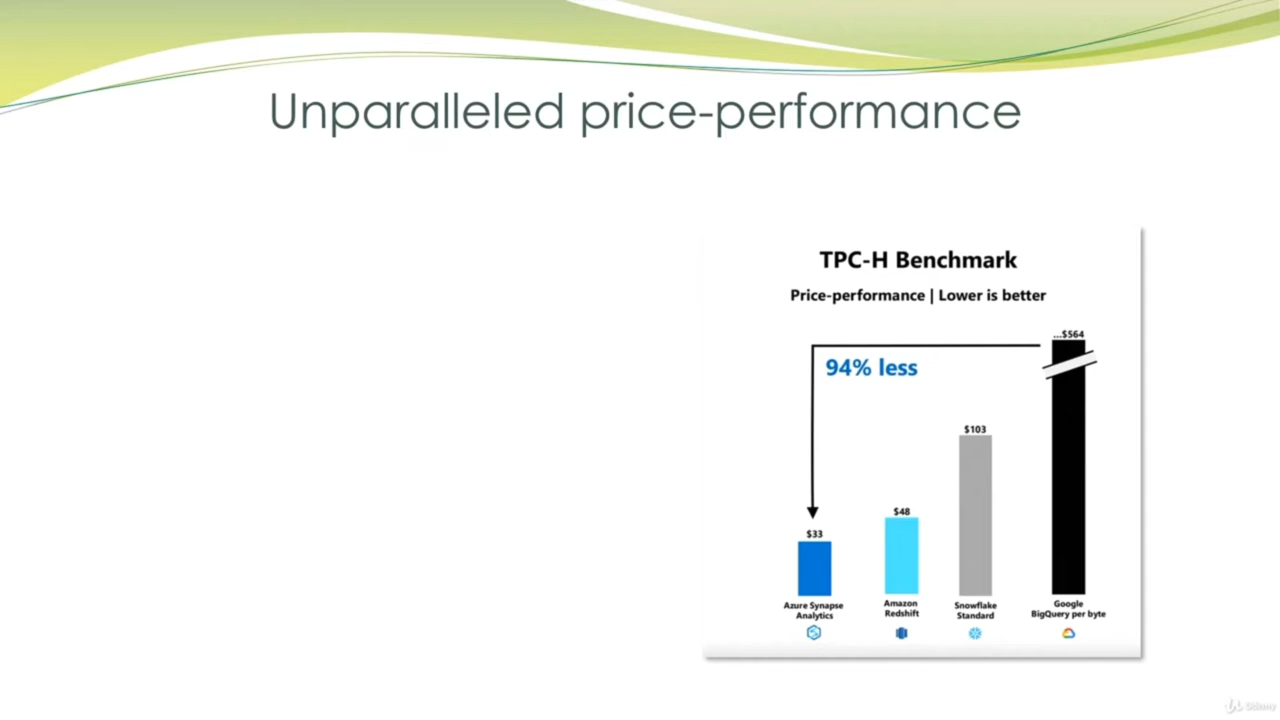 Unparalleled price-performance
TPC-H Benchmark
Price-performance | Lower is better
...$564
94% less
$103
$48
$33
Azure Synapse
Analytics
Amazon
Redshift
Snowflake
Standard
Google
BigQuery per byte
Udemy